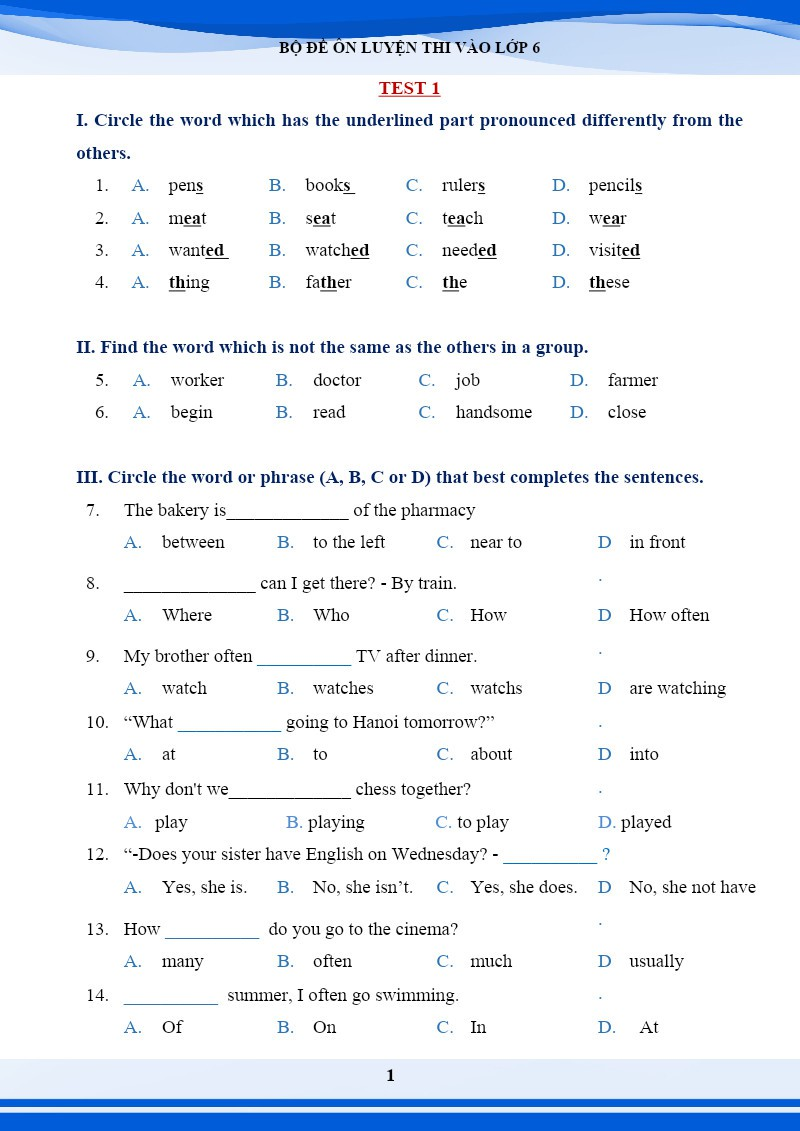 BỘ ĐỀ ÔN LUYỆN THI VÀO LỚP 6
TEST 1
I. Circle the word which has the underlined part pronounced differently from the
others.
1. A. pens B. books C. rulers D. pencils
2. A. meat B. seat C. teach D. wear
3. A. wanted B. watched C. needed D. visited
4. A. thing B. father C. the D. these
II. Find the word which is not the same as the others in a group.
5. A. worker B. doctor C. job D. farmer
6. A. begin B. read C. handsome D. close
III. Circle the word or phrase (A, B, C or D) that best completes the sentences.
7. The bakery is_____________ of the pharmacy
A. between B. to the left C. near to D in front
8. ______________ can I get there? - By train. .
A. Where B. Who C. How D How often
9. My brother often __________ TV after dinner. .
A. watch B. watches C. watchs D are watching
10. “What ___________ going to Hanoi tomorrow?” .
A. at B. to C. about D into
11. Why don't we_____________ chess together? .
A. play B. playing C. to play D. played
12. “-Does your sister have English on Wednesday? - __________ ?
A. Yes, she is. B. No, she isn’t. C. Yes, she does. D No, she not have
13. How __________ do you go to the cinema? .
A. many B. often C. much D usually
14. __________ summer, I often go swimming. .
A. Of B. On C. In D. At
1